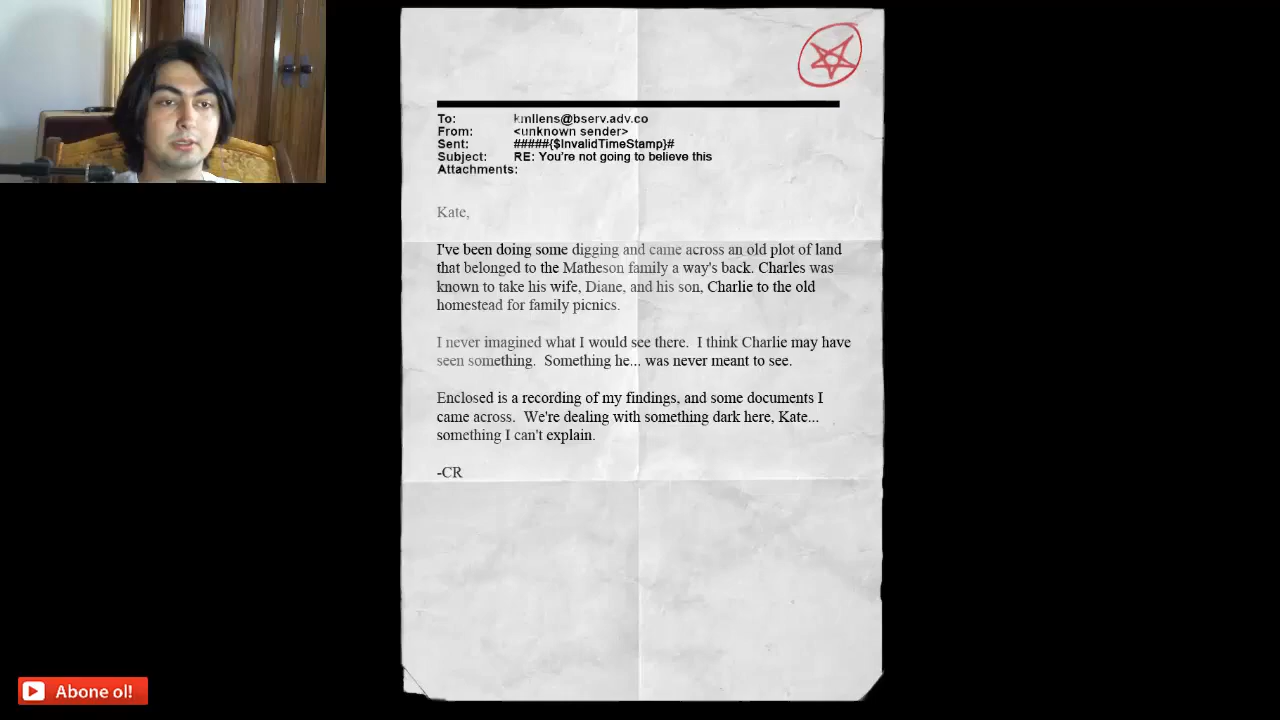 To: kmllens@bserv.adv.co
From: <unknown sender>
Sent: #####{$InvalidTimeStamp}#
Subject: RE: You're not going to believe this
Attachments:
Kate,
I've been doing some digging and came across an old plot of land
that belonged to the Matheson family a way's back. Charles was
known to take his wife, Diane, and his son, Charlie to the old
homestead for family picnics.
I never imagined what I would see there.  I think Charlie may have
seen something.  Something he... was never meant to see.
Enclosed is a recording of my findings, and some documents I
came across.  We're dealing with something dark here, Kate...
something I can't explain.
-CR
Abone ol!